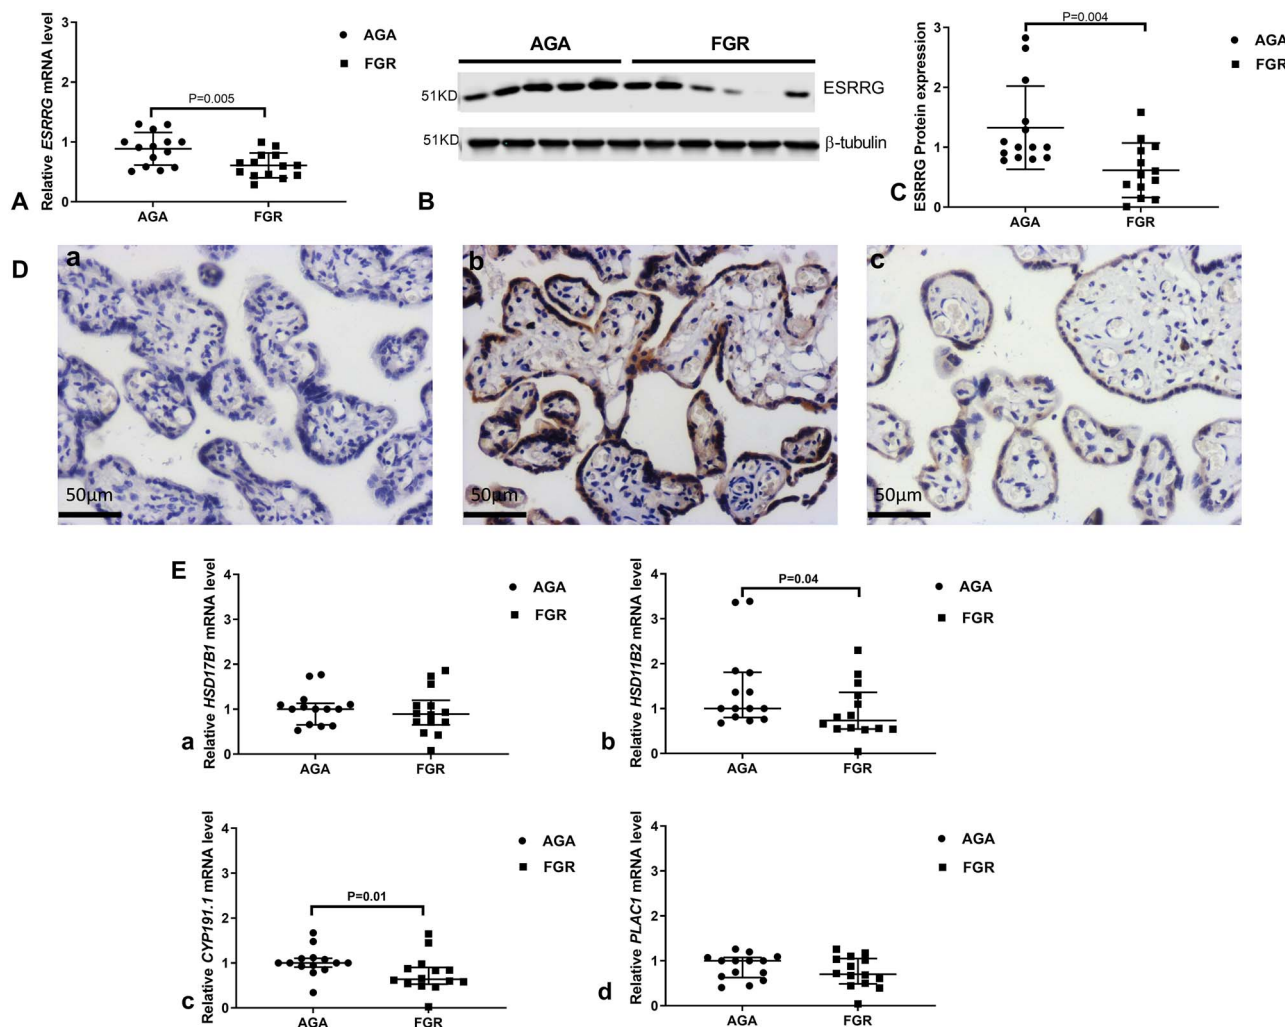 3
2
1
0
Relative ESRRG mRNA level
P=0.005
AGA
FGR
AGA
FGR
A
AGA
FGR
51KD
ESRRG
51KD
β-tubulin
B
3
2
1
0
ESRRG Protein expression
P=0.004
AGA
FGR
AGA
FGR
C
D
a
50μm
b
50μm
c
50μm
E
4
3
2
1
0
Relative HSD17B1 mRNA level
AGA
FGR
AGA
FGR
a
4
3
2
1
0
Relative HSD11B2 mRNA level
P=0.04
AGA
FGR
AGA
FGR
b
4
3
2
1
0
Relative CYP191.1 mRNA level
P=0.01
AGA
FGR
AGA
FGR
c
4
3
2
1
0
Relative PLAC1 mRNA level
AGA
FGR
AGA
FGR
d